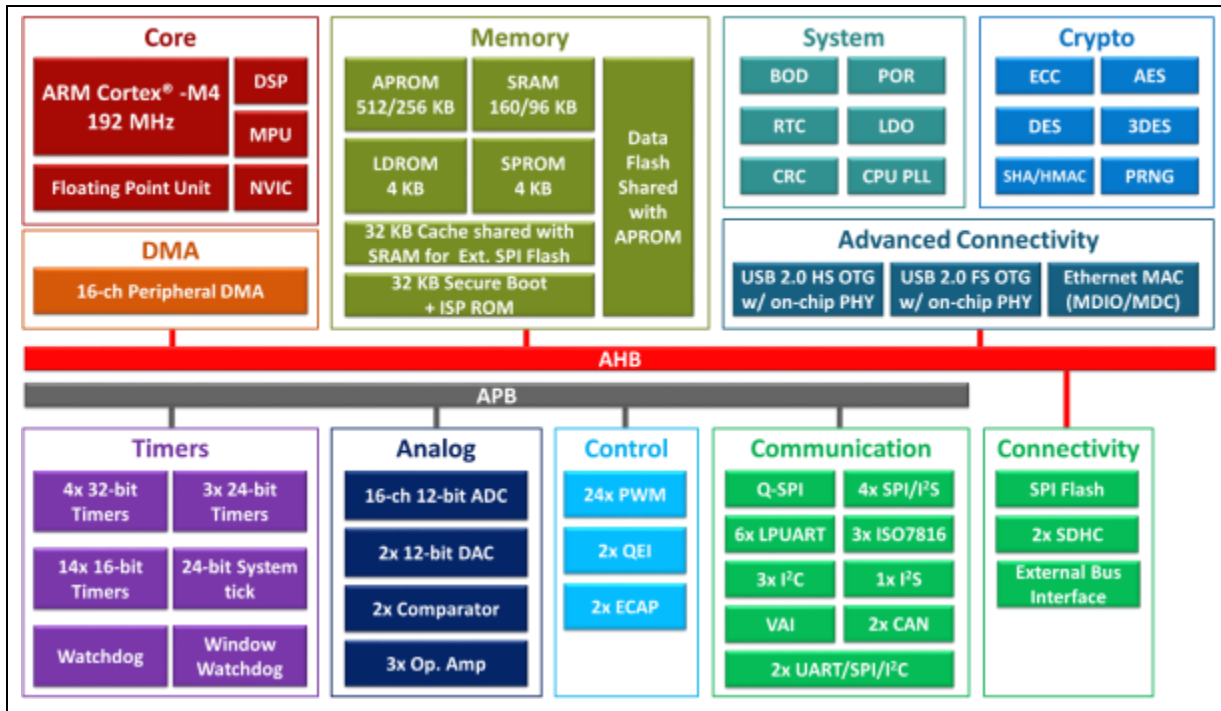 Core
ARM Cortex® -M4
192 MHz
DSP
MPU
Floating Point Unit
NVIC
DMA
16-ch Peripheral DMA
Memory
APROM
512/256 KB
SRAM
160/96 KB
LDROM
4 KB
SPROM
4 KB
32 KB Cache shared with
SRAM for Ext. SPI Flash
32 KB Secure Boot
+ ISP ROM
Data
Flash
Shared
with
APROM
System
BOD
POR
RTC
LDO
CRC
CPU PLL
Crypto
ECC
AES
DES
3DES
SHA/HMAC
PRNG
Advanced Connectivity
USB 2.0 HS OTG
w/ on-chip PHY
USB 2.0 FS OTG
w/ on-chip PHY
Ethernet MAC
(MDIO/MDC)
AHB
APB
Timers
4x 32-bit
Timers
3x 24-bit
Timers
14x 16-bit
Timers
24-bit System
tick
Watchdog
Window
Watchdog
Analog
16-ch 12-bit ADC
2x 12-bit DAC
2x Comparator
3x Op. Amp
Control
24x PWM
2x QEI
2x ECAP
Communication
Q-SPI
4x SPI/I²S
6x LPUART
3x ISO7816
3x I²C
1x I²S
VAI
2x CAN
2x UART/SPI/I²C
Connectivity
SPI Flash
2x SDHC
External Bus
Interface